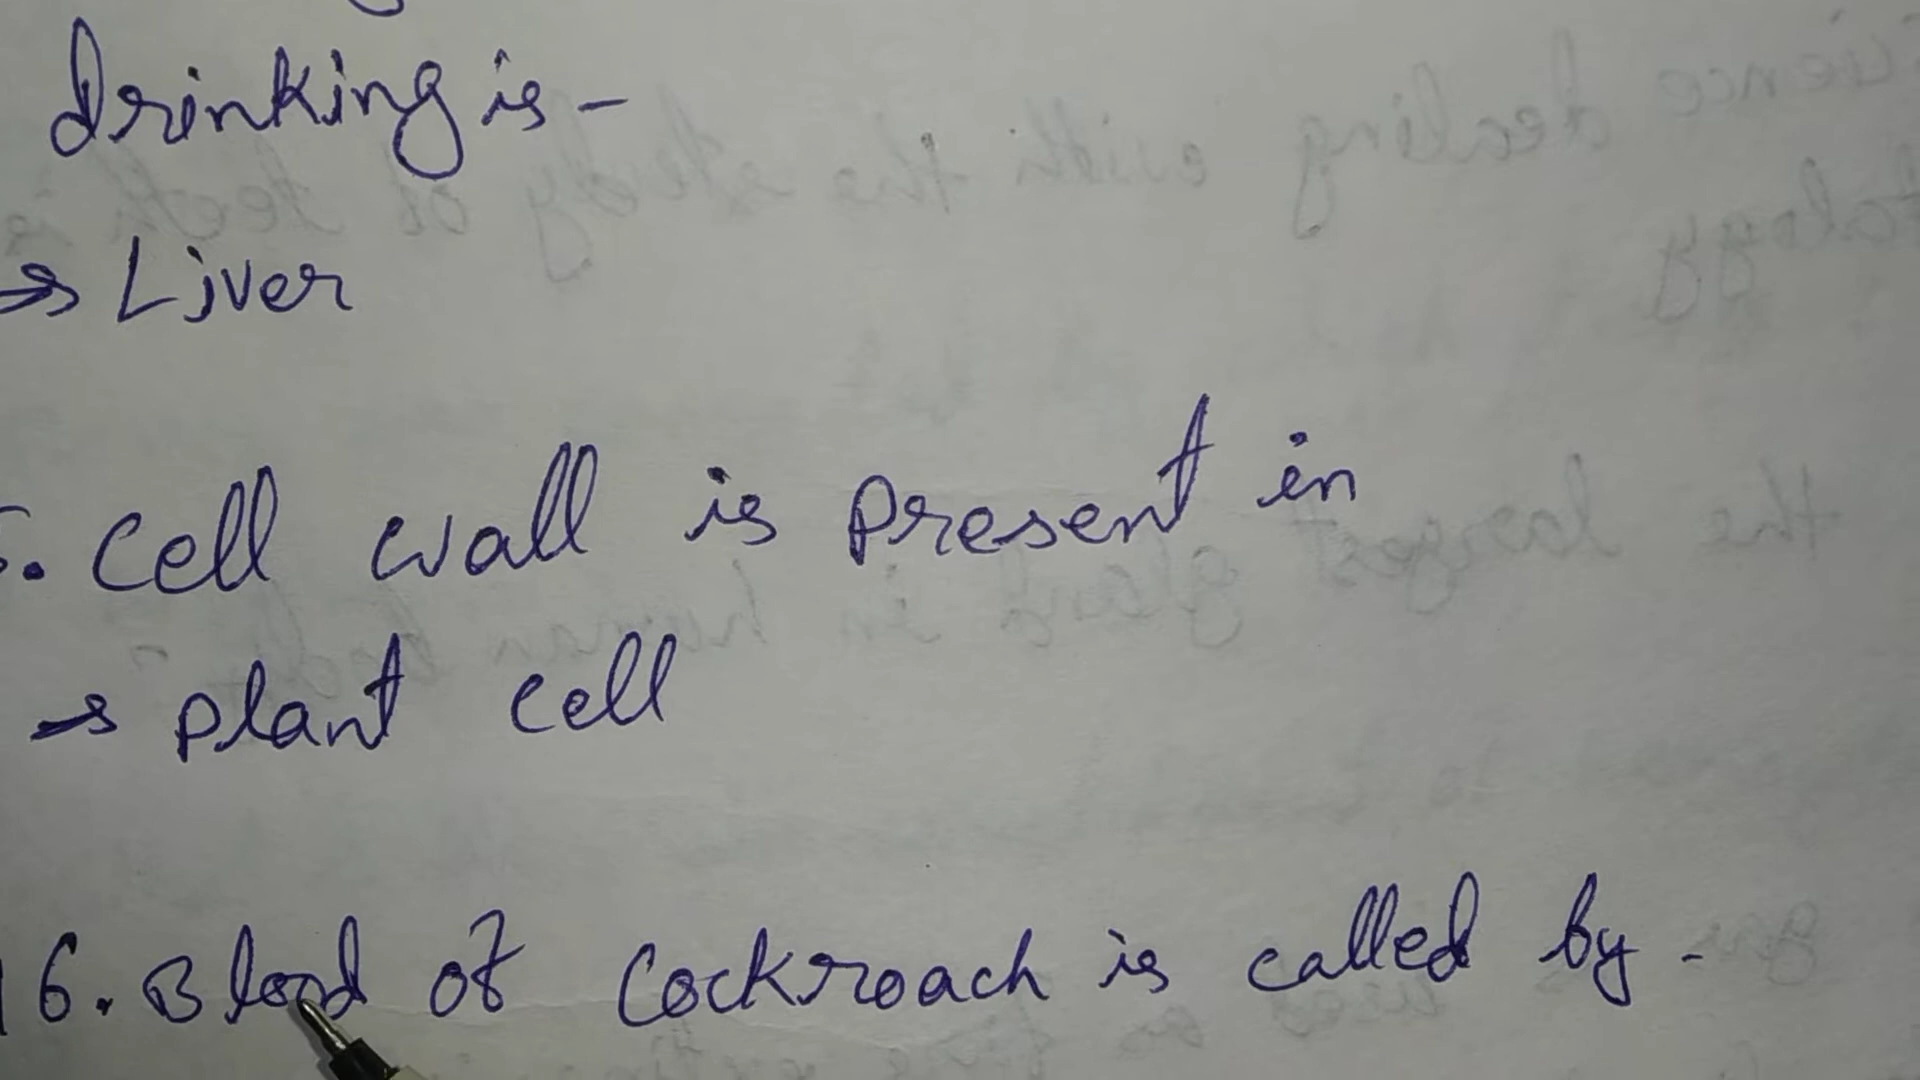 drinking is -
→ Liver
5. Cell wall is present in
→ plant cell
16. Blood of Cockroach is called by -